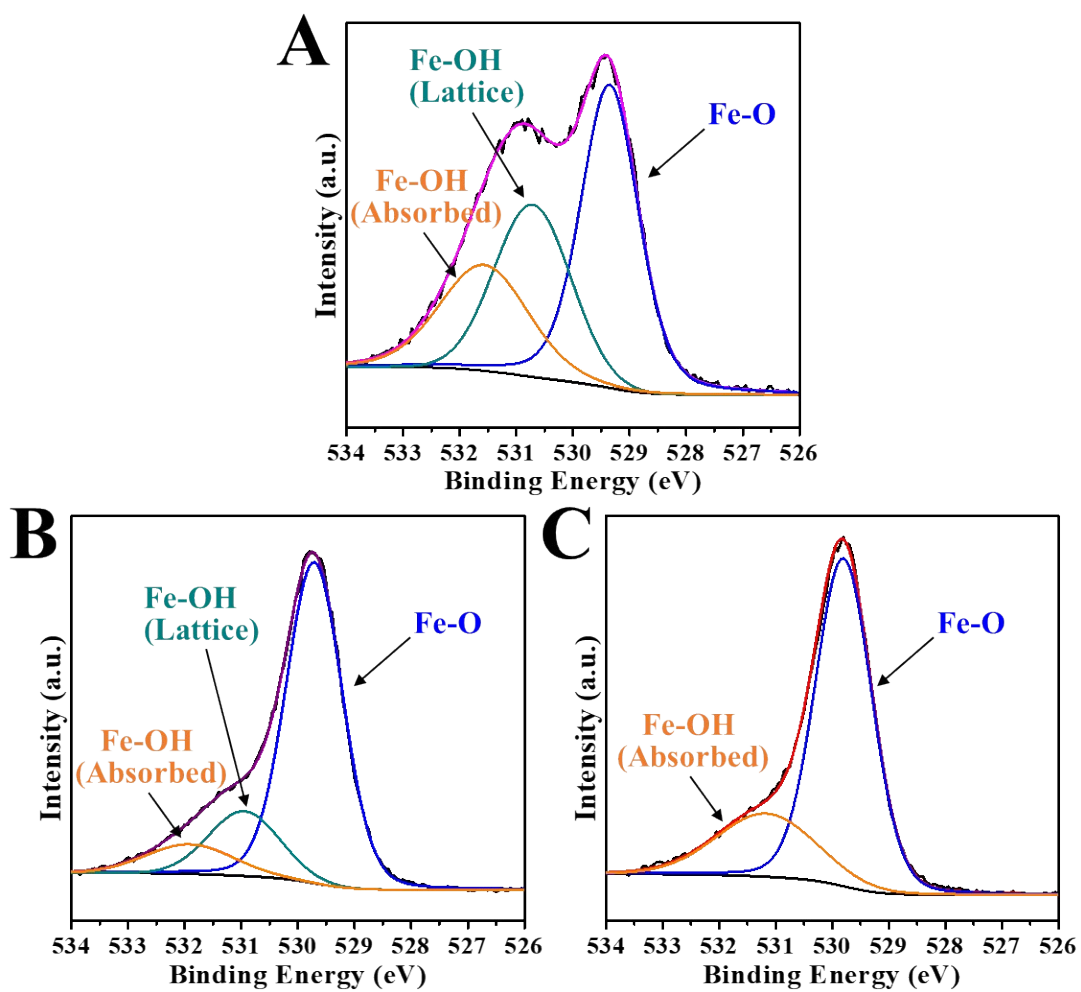 A
Fe-OH
(Lattice)
Fe-O
Fe-OH
(Absorbed)
Intensity (a.u.)
534 533 532 531 530 529 528 527 526
Binding Energy (eV)
B
Fe-OH
(Lattice)
Fe-O
Fe-OH
(Absorbed)
Intensity (a.u.)
534 533 532 531 530 529 528 527 526
Binding Energy (eV)
C
Fe-O
Fe-OH
(Absorbed)
Intensity (a.u.)
534 533 532 531 530 529 528 527 526
Binding Energy (eV)